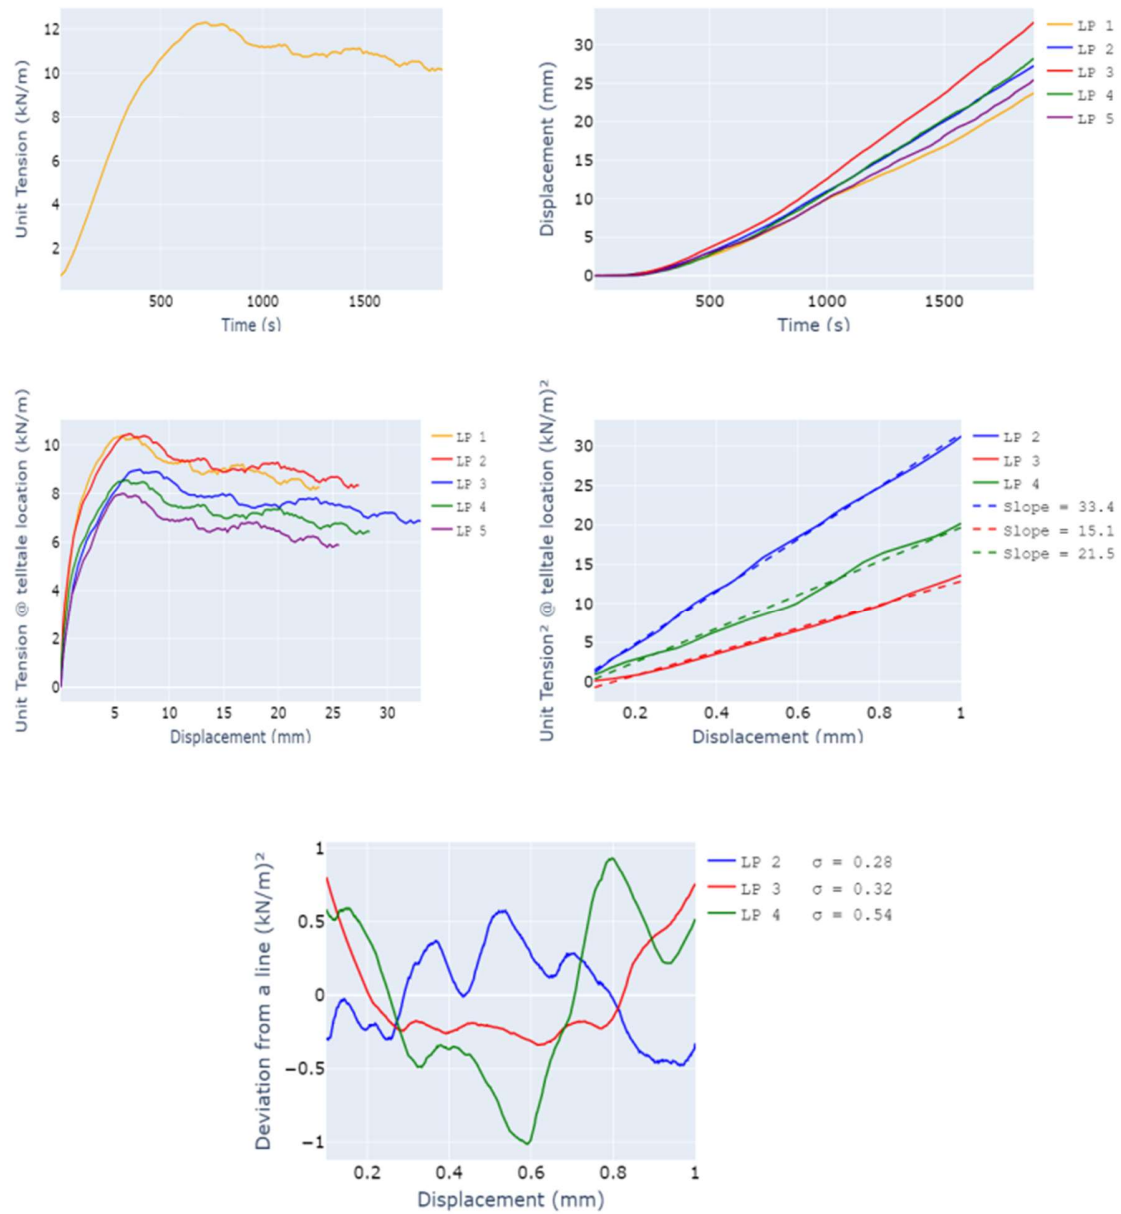 Unit Tension (kN/m)
12
10
8
6
4
2
500
1000
1500
Time (s)
Displacement (mm)
30
25
20
15
10
5
0
500
1000
1500
Time (s)
LP 1
LP 2
LP 3
LP 4
LP 5
Unit Tension @ telltale location (kN/m)
10
8
6
4
2
0
5
10
15
20
25
30
Displacement (mm)
LP 1
LP 2
LP 3
LP 4
LP 5
Unit Tension² @ telltale location (kN/m)²
30
25
20
15
10
5
0
0.2
0.4
0.6
0.8
1
Displacement (mm)
LP 2
LP 3
LP 4
Slope = 33.4
Slope = 15.1
Slope = 21.5
Deviation from a line (kN/m)²
1
0.5
0
−0.5
−1
0.2
0.4
0.6
0.8
1
Displacement (mm)
LP 2 σ = 0.28
LP 3 σ = 0.32
LP 4 σ = 0.54